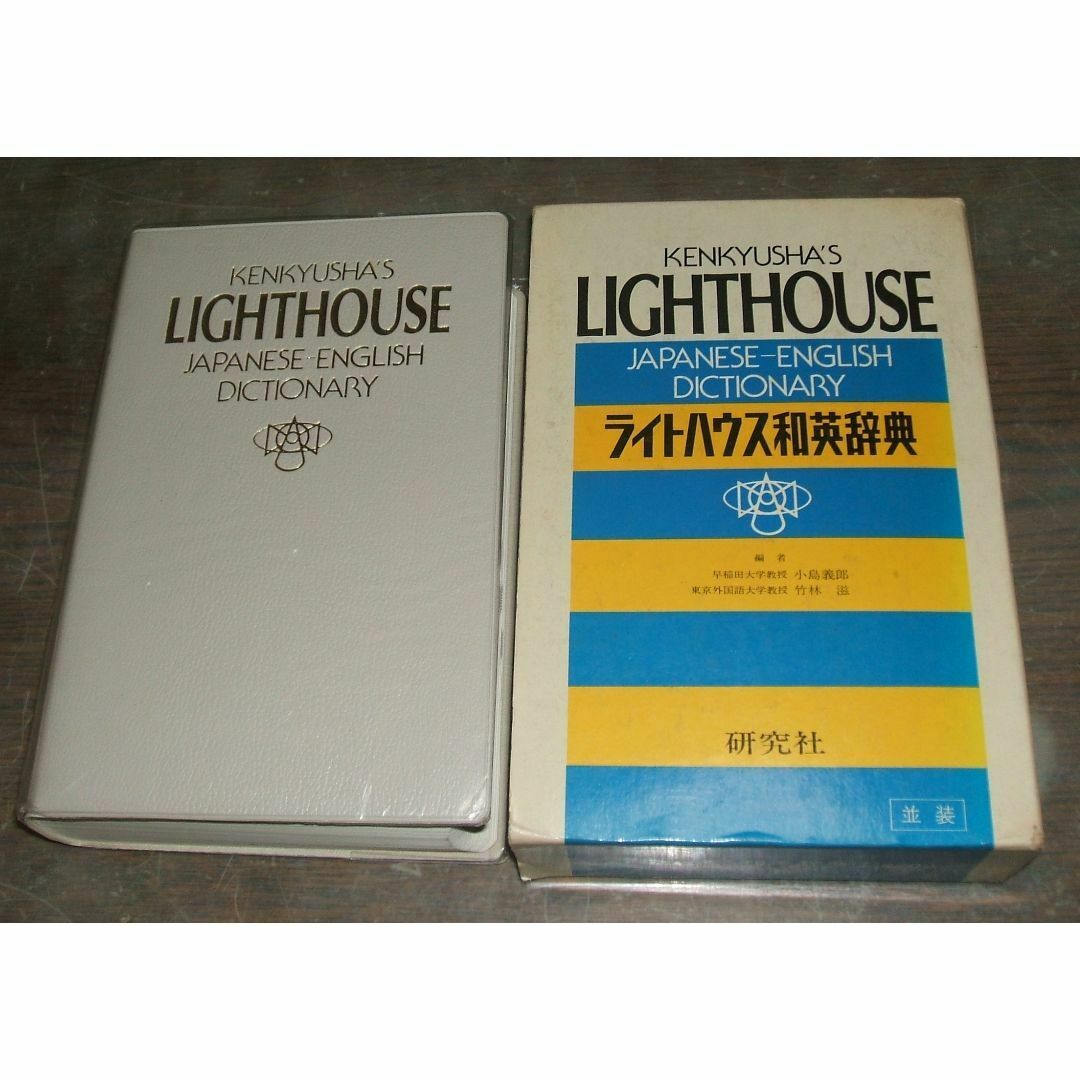 KENKYUSHA'S
LIGHTHOUSE
JAPANESE-ENGLISH
DICTIONARY
KENKYUSHA'S
LIGHTHOUSE
JAPANESE-ENGLISH
DICTIONARY
ライトハウス和英辞典
編 者
早稲田大学教授 小島義郎
東京外国語大学教授 竹林 滋
研究社
並 装